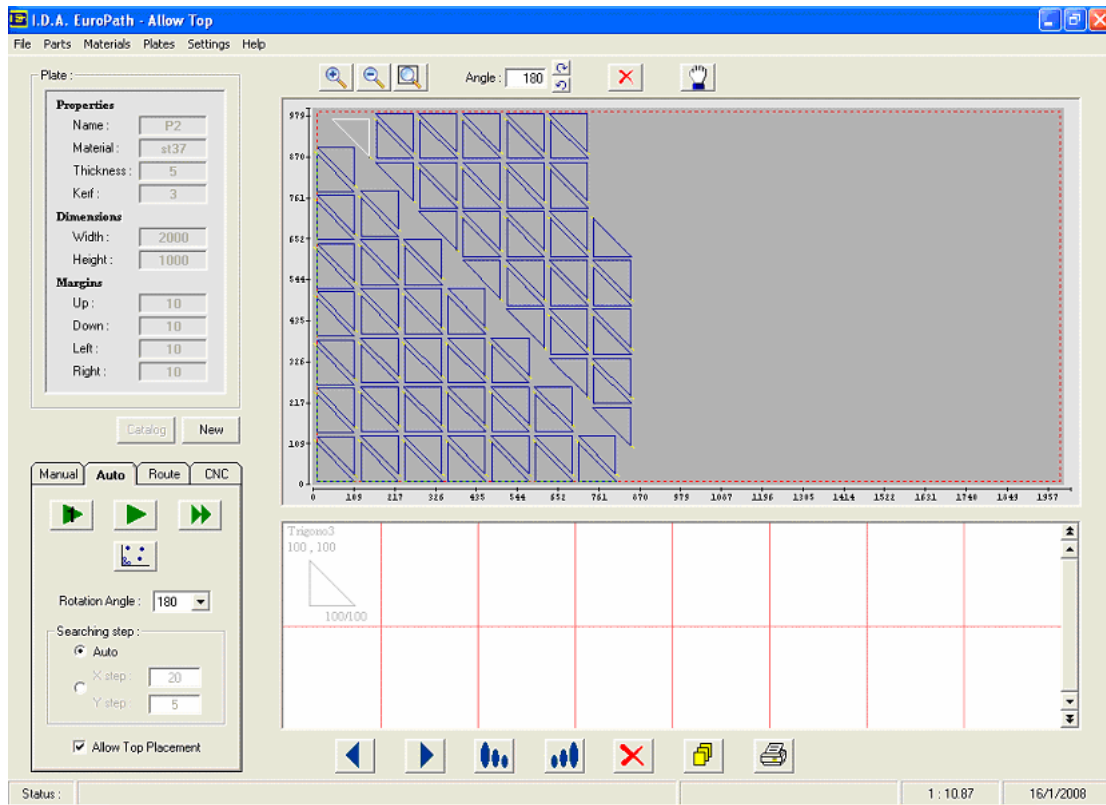 I.D.A. EuroPath - Allow Top
File Parts Materials Plates Settings Help
Plate :
Properties
Name : P2
Material : st37
Thickness : 5
Kerf : 3
Dimensions
Width : 2000
Height : 1000
Margins
Up : 10
Down : 10
Left : 10
Right : 10
Catalog New
Manual Auto Route CNC
1
Rotation Angle : 180
Searching step :
Auto
X step : 20
Y step : 5
Allow Top Placement
Angle : 180
979
870
761
652
544
435
326
217
109
0
0 109 217 326 435 544 652 761 870 979 1087 1196 1305 1414 1522 1631 1740 1849 1957
Trigono3
100 , 100
100/100
Status :
1 : 10.87
16/1/2008